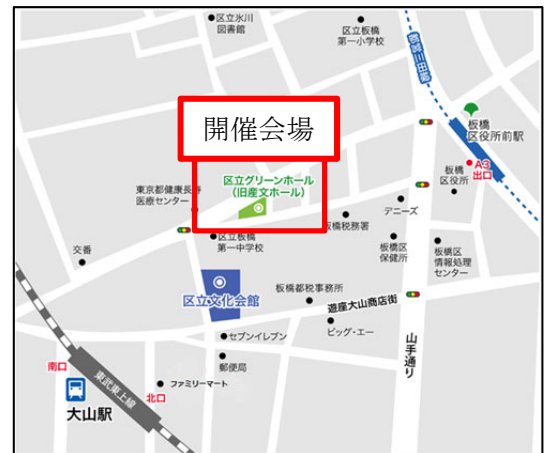 区立氷川
図書館
区立板橋
第一小学校
都営三田線
板橋
区役所前駅
開催会場
A3
出口
板橋
区役所
区立グリーンホール
(旧産文ホール)
東京都健康長寿
医療センター
デニーズ
板橋税務署
区立板橋
第一中学校
板橋区
保健所
板橋区
情報処理
センター
交番
区立文化会館
板橋都税事務所
遊座大山商店街
ビッグ・エー
セブンイレブン
山手通り
郵便局
南口
東武東上線
ファミリーマート
北口
大山駅